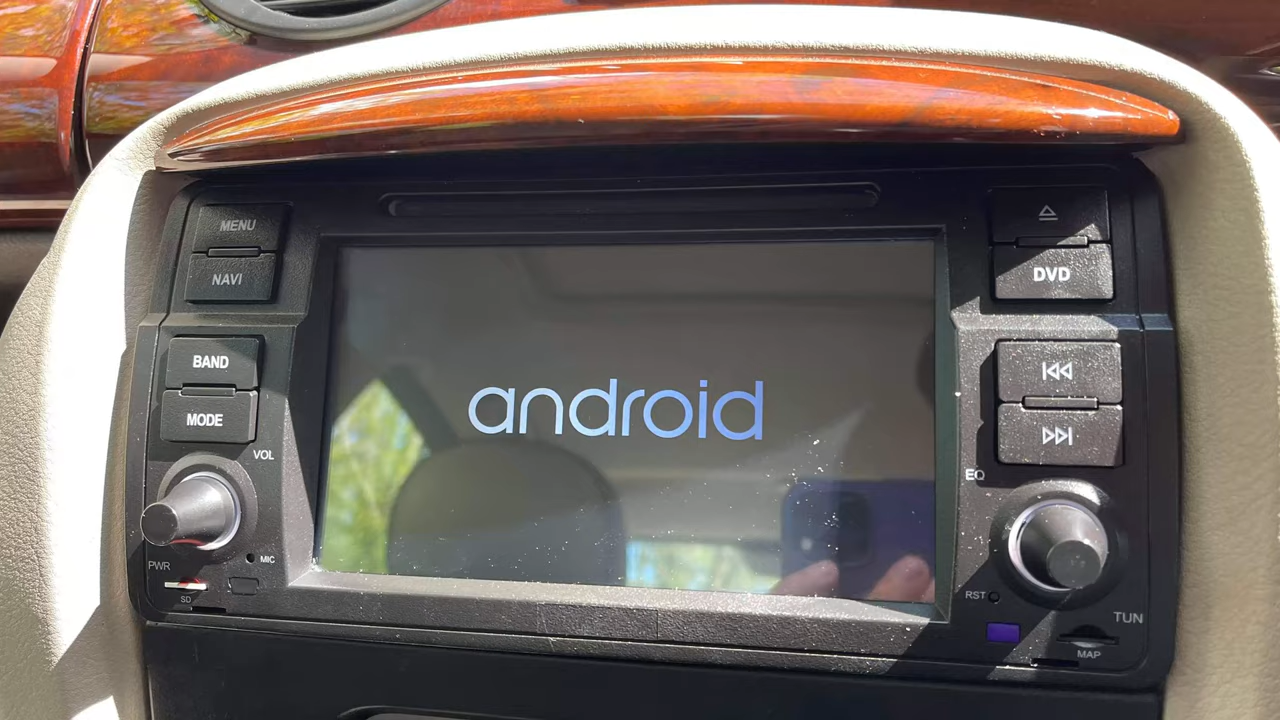 MENU
NAVI
BAND
MODE
VOL
MIC
PWR
SD
android
DVD
EQ
RST
TUN
MAP